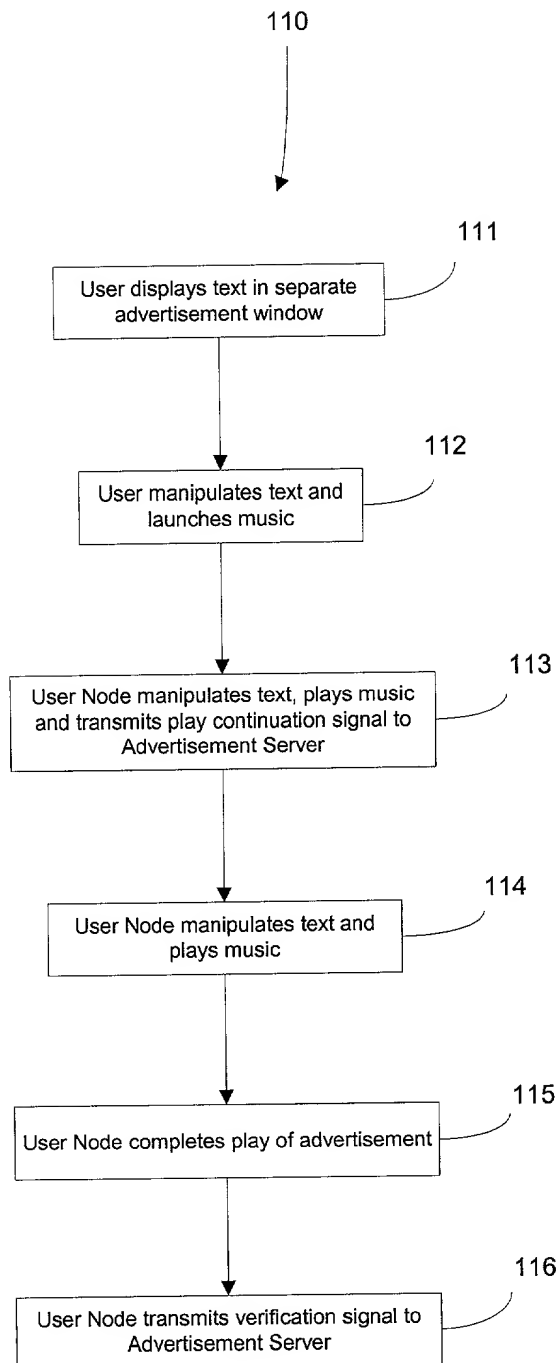 110
111
User displays text in separate
advertisement window
112
User manipulates text and
launches music
113
User Node manipulates text, plays music
and transmits play continuation signal to
Advertisement Server
114
User Node manipulates text and
plays music
115
User Node completes play of advertisement
116
User Node transmits verification signal to
Advertisement Server